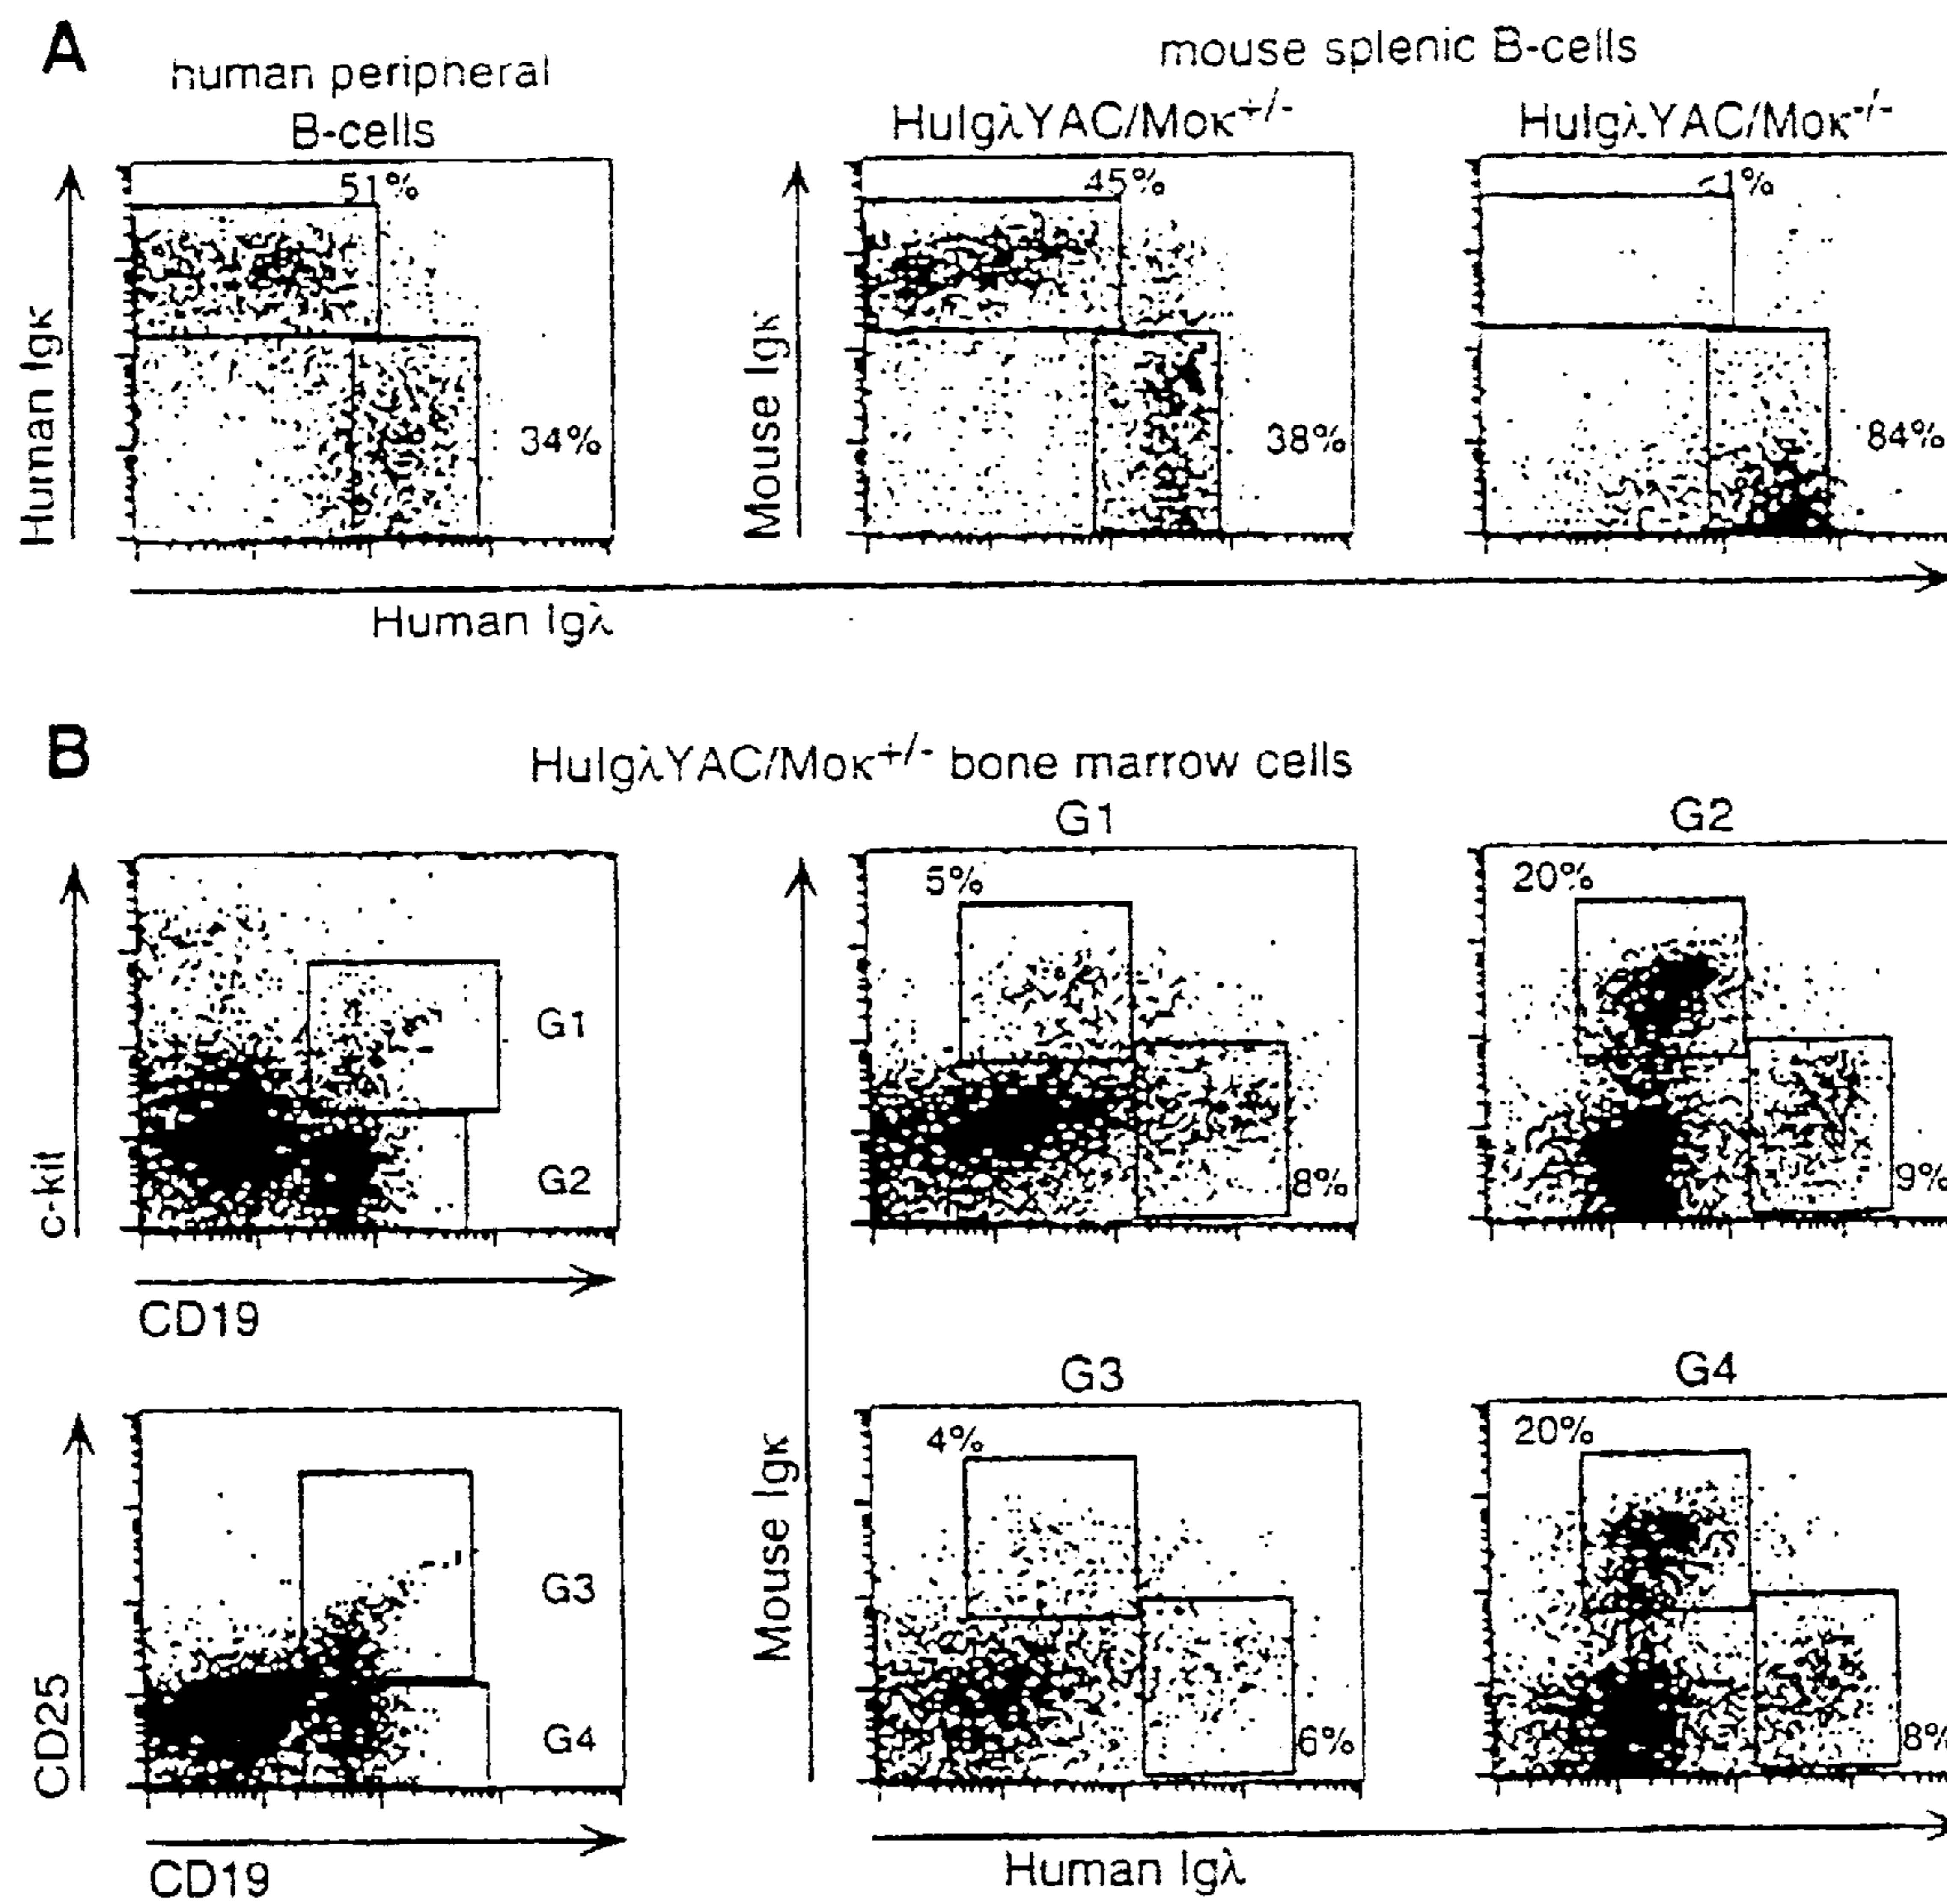 A
human peripheral
B-cells
mouse splenic B-cells
HuIgλYAC/Moκ+/-
HuIgλYAC/Moκ-/-
51%
34%
45%
38%
<1%
84%
Human Igκ
Mouse Igκ
Human Igλ
B
HuIgλYAC/Moκ+/- bone marrow cells
G1
G2
c-kit
G1
G2
CD19
5%
8%
20%
9%
G3
G4
CD25
G3
G4
CD19
Mouse Igκ
4%
6%
20%
8%
Human Igλ